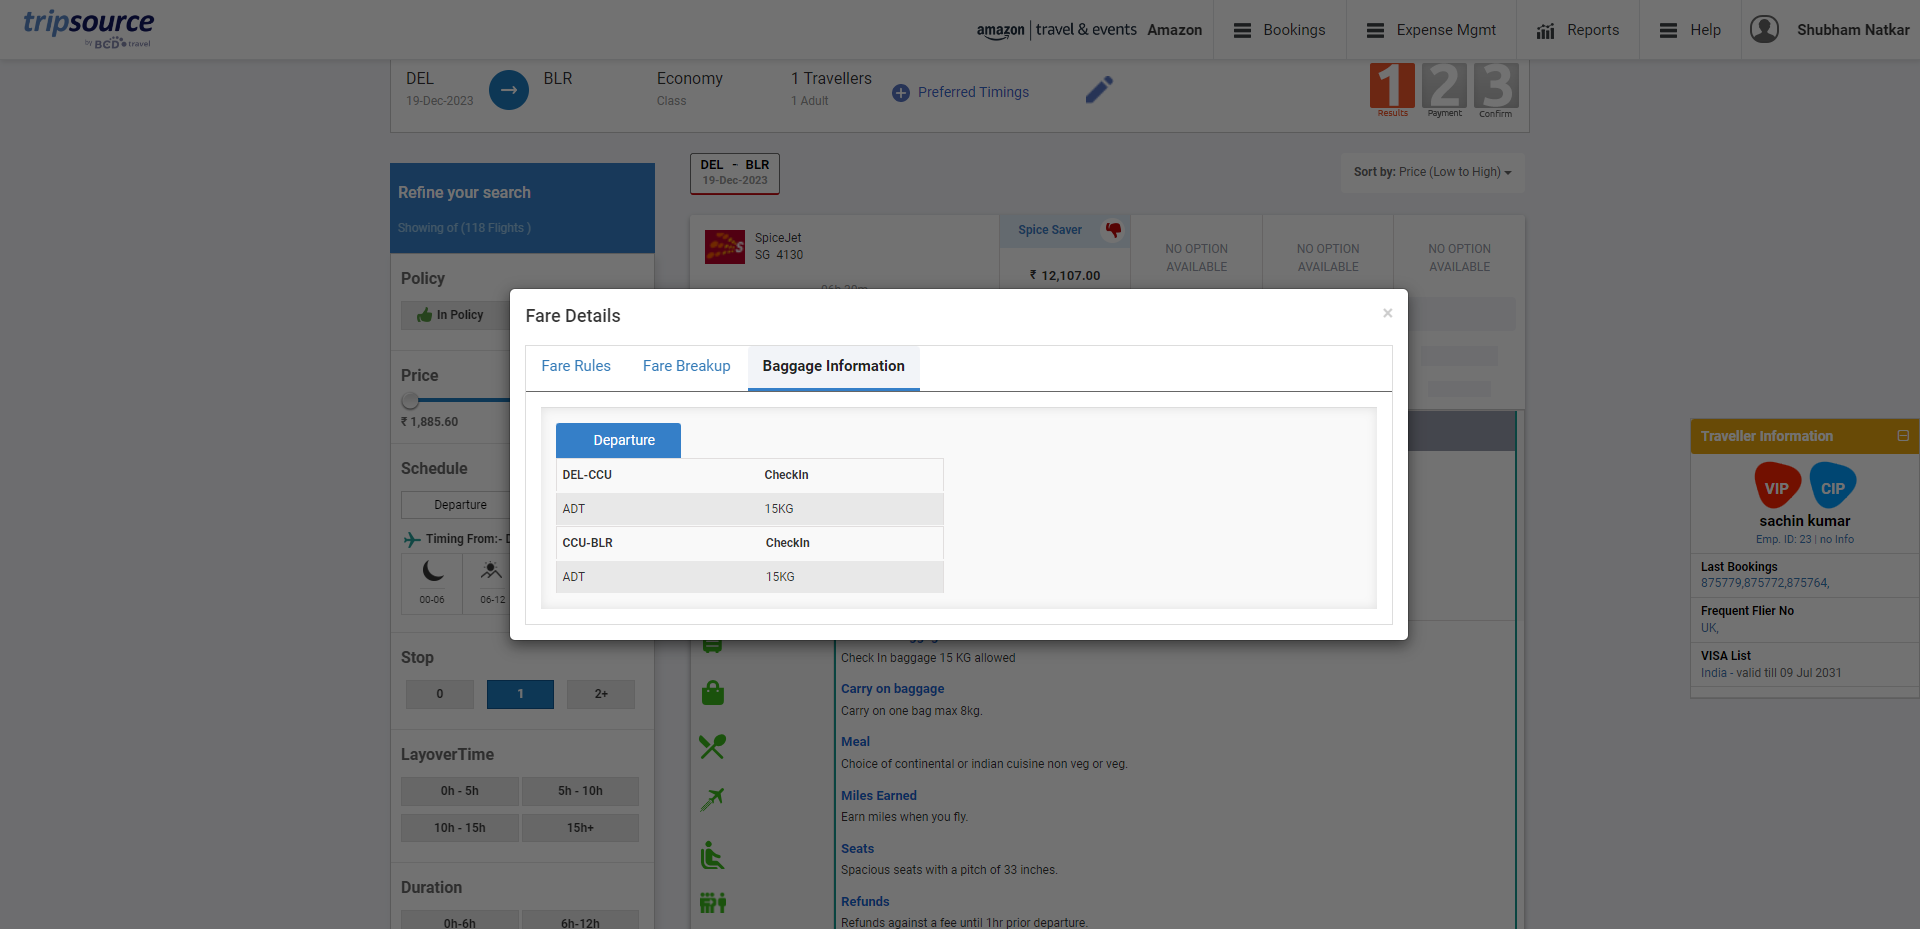 tripsource
by BCD travel
amazon | travel & events Amazon
Bookings
Expense Mgmt
Reports
Help
Shubham Natkar
DEL
19-Dec-2023
BLR
Economy
Class
1 Travellers
1 Adult
Preferred Timings
1 2 3
Results Payment Confirm
Refine your search
Showing of (118 Flights )
DEL - BLR
19-Dec-2023
Sort by: Price (Low to High)
Policy
In Policy
Price
₹ 1,885.60
Schedule
Departure
Timing From:-
00-06
06-12
Stop
0
1
2+
LayoverTime
0h - 5h
5h - 10h
10h - 15h
15h+
Duration
0h-6h
6h-12h
SpiceJet
SG 4130
Spice Saver
₹ 12,107.00
NO OPTION
AVAILABLE
NO OPTION
AVAILABLE
NO OPTION
AVAILABLE
Fare Details
×
Fare Rules
Fare Breakup
Baggage Information
Departure
DEL-CCU CheckIn
ADT 15KG
CCU-BLR CheckIn
ADT 15KG
Check In baggage 15 KG allowed
Carry on baggage
Carry on one bag max 8kg.
Meal
Choice of continental or indian cuisine non veg or veg.
Miles Earned
Earn miles when you fly.
Seats
Spacious seats with a pitch of 33 inches.
Refunds
Refunds against a fee until 1hr prior departure.
Traveller Information
VIP
CIP
sachin kumar
Emp. ID: 23 | no Info
Last Bookings
875779,875772,875764,
Frequent Flier No
UK,
VISA List
India - valid till 09 Jul 2031